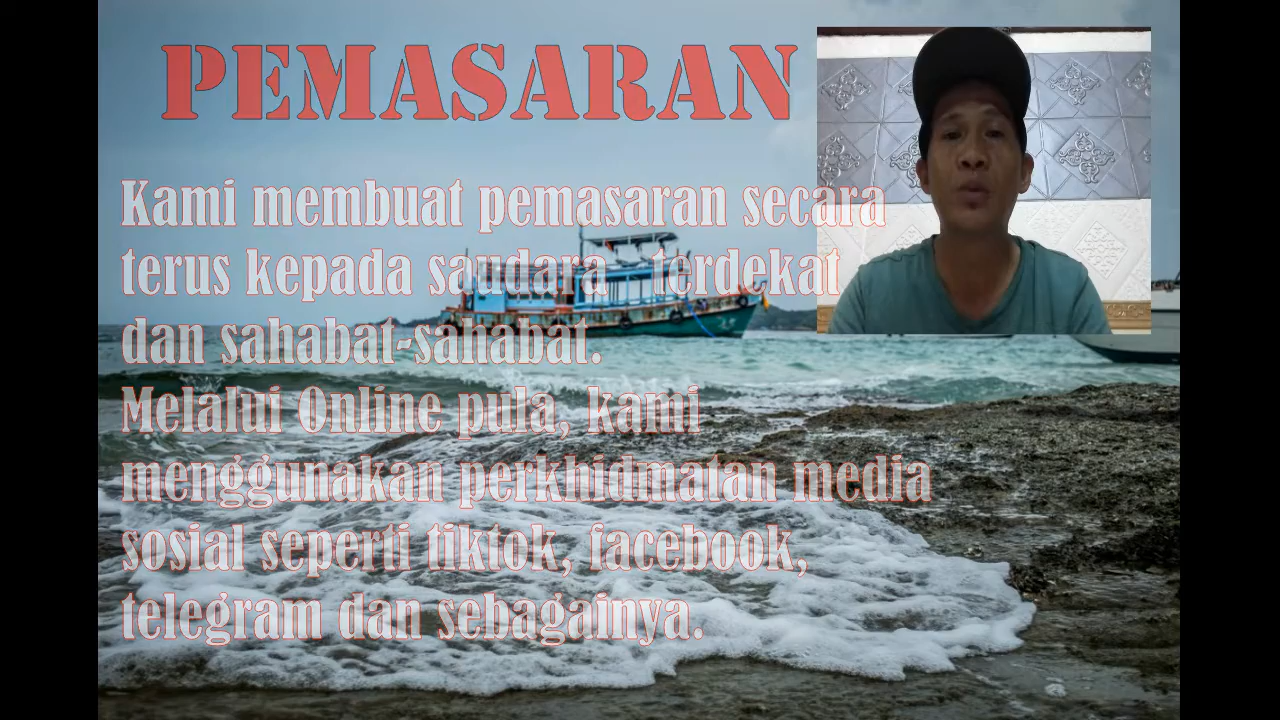 PEMASARAN
Kami membuat pemasaran secara
terus kepada saudara terdekat
dan sahabat-sahabat.
Melalui Online pula, kami
menggunakan perkhidmatan media
sosial seperti tiktok, facebook,
telegram dan sebagainya.